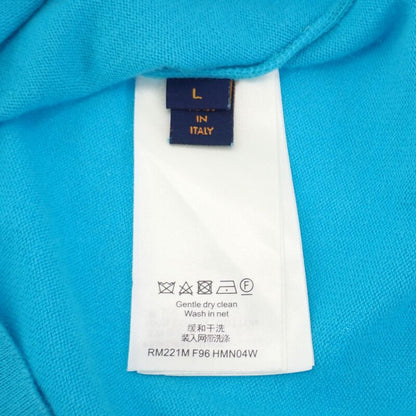 L
IN
ITALY
F
Gentle dry clean
Wash in net
缓和干洗
装入网带洗涤
RM221M F96 HMN04W